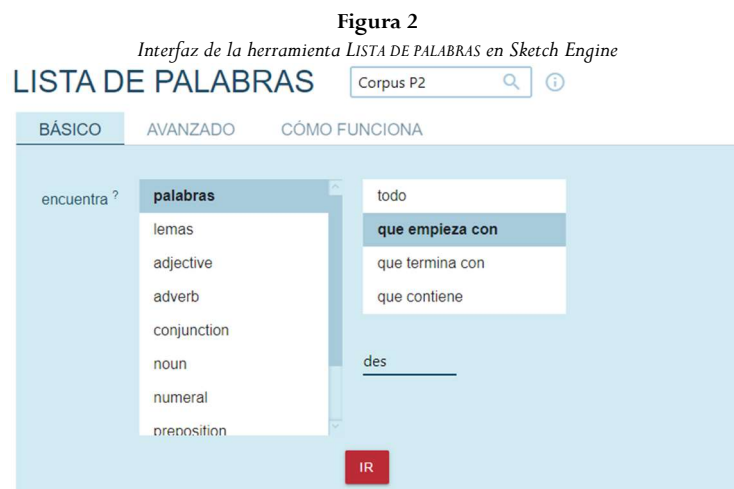 Figura 2
Interfaz de la herramienta LISTA DE PALABRAS en Sketch Engine
LISTA DE PALABRAS
Corpus P2
BÁSICO AVANZADO CÓMO FUNCIONA
encuentra ?
palabras
lemas
adjective
adverb
conjunction
noun
numeral
preposition
todo
que empieza con
que termina con
que contiene
des
IR